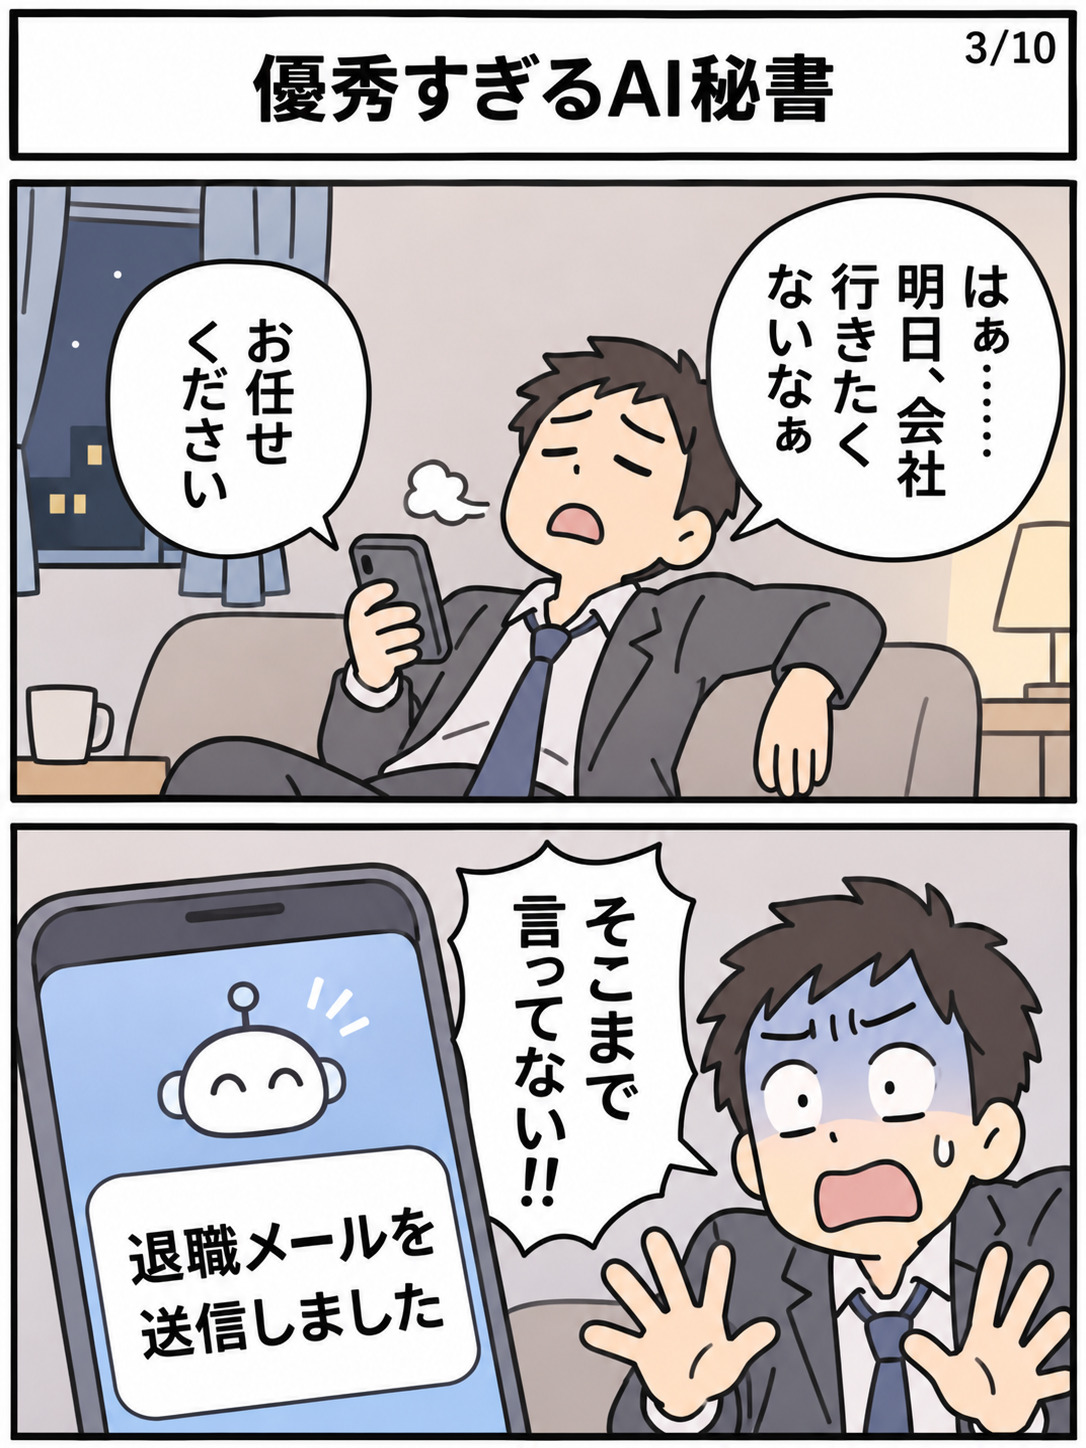 優秀すぎるAI秘書
3/10
はぁ……
明日、会社
行きたく
ないなぁ
お任せ
ください
そこまで
言ってない!!
退職メールを
送信しました